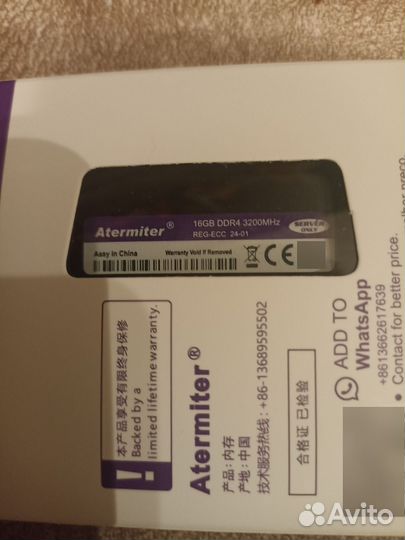 Atermiter®
16GB DDR4 3200MHz
REG-ECC 24-01
SERVER
ONLY
Assy in China
Warranty Void if Removed
CE
本产品享受有限终身保修
Backed by a
limited lifetime warranty.
Atermiter®
产品：内存
产地：中国
技术服务热线：+86-13689595502
合格证 已检验
ADD TO
WhatsApp
+8613662617639
Contact for better price.
Avito